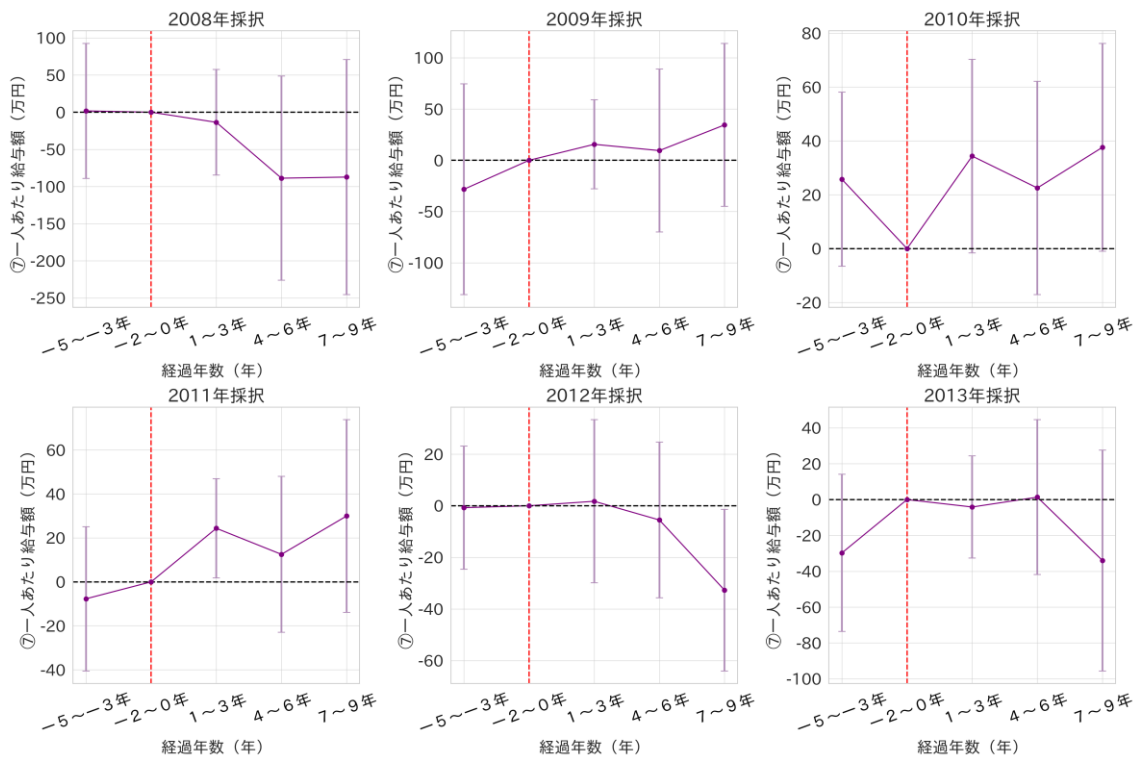 2008年採択
100
50
0
-50
-100
-150
-200
-250
⑦一人あたり給与額（万円）
－５～－３年
－２～０年
１～３年
４～６年
７～９年
経過年数（年）
2009年採択
100
50
0
-50
-100
⑦一人あたり給与額（万円）
－５～－３年
－２～０年
１～３年
４～６年
７～９年
経過年数（年）
2010年採択
80
60
40
20
0
-20
⑦一人あたり給与額（万円）
－５～－３年
－２～０年
１～３年
４～６年
７～９年
経過年数（年）
2011年採択
60
40
20
0
-20
-40
⑦一人あたり給与額（万円）
－５～－３年
－２～０年
１～３年
４～６年
７～９年
経過年数（年）
2012年採択
20
0
-20
-40
-60
⑦一人あたり給与額（万円）
－５～－３年
－２～０年
１～３年
４～６年
７～９年
経過年数（年）
2013年採択
40
20
0
-20
-40
-60
-80
-100
⑦一人あたり給与額（万円）
－５～－３年
－２～０年
１～３年
４～６年
７～９年
経過年数（年）